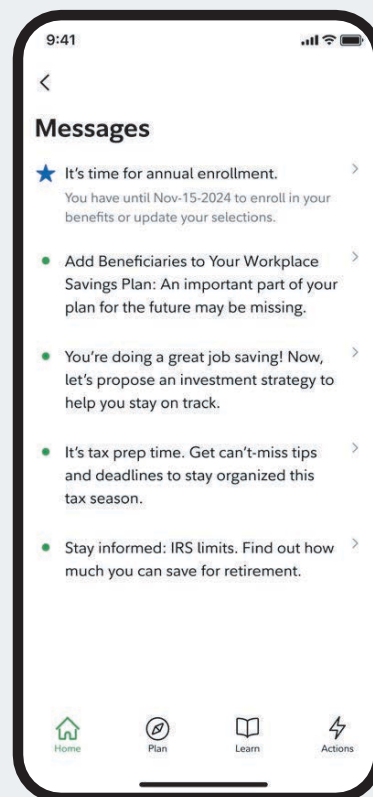 9:41
Messages
It's time for annual enrollment.
You have until Nov-15-2024 to enroll in your
benefits or update your selections.
Add Beneficiaries to Your Workplace
Savings Plan: An important part of your
plan for the future may be missing.
You're doing a great job saving! Now,
let's propose an investment strategy to
help you stay on track.
It's tax prep time. Get can't-miss tips
and deadlines to stay organized this
tax season.
Stay informed: IRS limits. Find out how
much you can save for retirement.
Home Plan Learn Actions